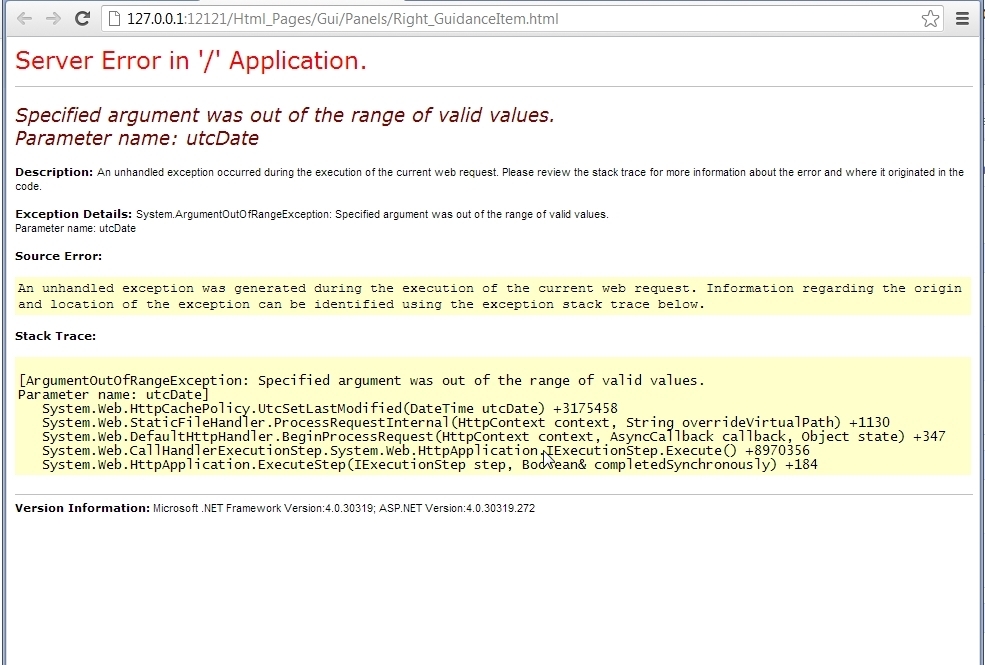 127.0.0.1:12121/Html_Pages/Gui/Panels/Right_GuidanceItem.html
Server Error in '/' Application.
Specified argument was out of the range of valid values.
Parameter name: utcDate
Description: An unhandled exception occurred during the execution of the current web request. Please review the stack trace for more information about the error and where it originated in the
code.
Exception Details: System.ArgumentOutOfRangeException: Specified argument was out of the range of valid values.
Parameter name: utcDate
Source Error:
An unhandled exception was generated during the execution of the current web request. Information regarding the origin
and location of the exception can be identified using the exception stack trace below.
Stack Trace:
[ArgumentOutOfRangeException: Specified argument was out of the range of valid values.
Parameter name: utcDate]
System.Web.HttpCachePolicy.UtcSetLastModified(DateTime utcDate) +3175458
System.Web.StaticFileHandler.ProcessRequestInternal(HttpContext context, String overrideVirtualPath) +1130
System.Web.DefaultHttpHandler.BeginProcessRequest(HttpContext context, AsyncCallback callback, Object state) +347
System.Web.CallHandlerExecutionStep.System.Web.HttpApplication.IExecutionStep.Execute() +8970356
System.Web.HttpApplication.ExecuteStep(IExecutionStep step, Boolean& completedSynchronously) +184
Version Information: Microsoft .NET Framework Version:4.0.30319; ASP.NET Version:4.0.30319.272